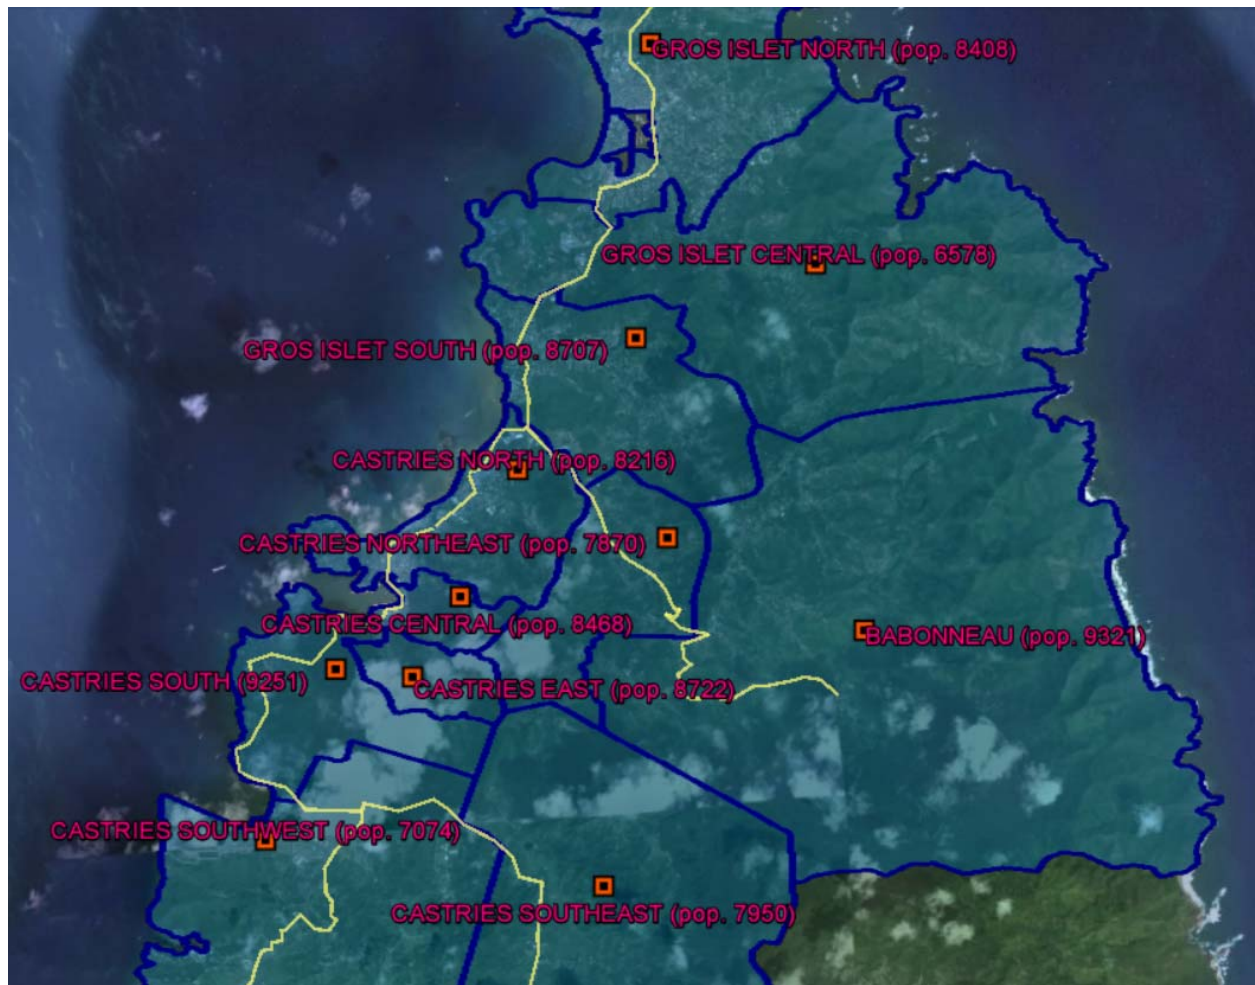 GROS ISLET NORTH (pop. 8408)
GROS ISLET CENTRAL (pop. 6578)
GROS ISLET SOUTH (pop. 8707)
CASTRIES NORTH (pop. 8216)
CASTRIES NORTHEAST (pop. 7870)
CASTRIES CENTRAL (pop. 8468)
BABONNEAU (pop. 9321)
CASTRIES SOUTH (9251)
CASTRIES EAST (pop. 8722)
CASTRIES SOUTHWEST (pop. 7074)
CASTRIES SOUTHEAST (pop. 7950)